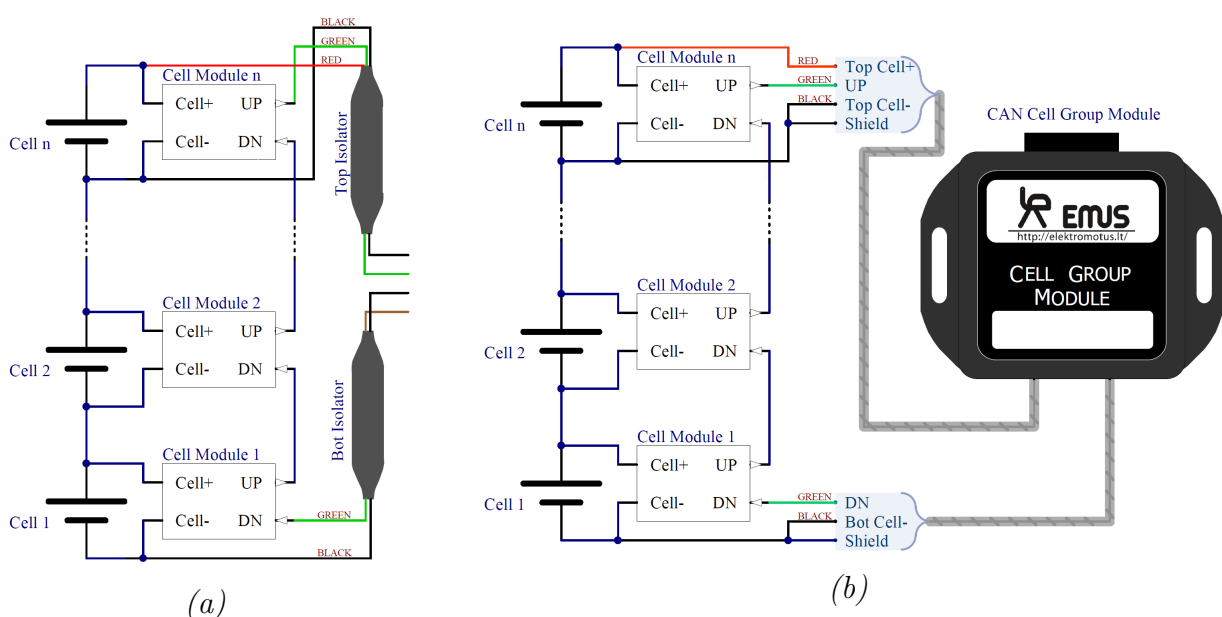 BLACK
GREEN
RED
Cell Module n
Cell+ UP
Cell- DN
Cell n
Top Isolator
Cell Module 2
Cell+ UP
Cell- DN
Cell 2
Bot Isolator
Cell Module 1
Cell+ UP
Cell- DN
Cell 1
GREEN
BLACK
(a)
Cell Module n
Cell+ UP
Cell- DN
Cell n
RED
GREEN
BLACK
Top Cell+
UP
Top Cell-
Shield
Cell Module 2
Cell+ UP
Cell- DN
Cell 2
Cell Module 1
Cell+ UP
Cell- DN
Cell 1
GREEN
BLACK
DN
Bot Cell-
Shield
CAN Cell Group Module
EMUS
http://elektromotus.lt/
CELL GROUP
MODULE
(b)